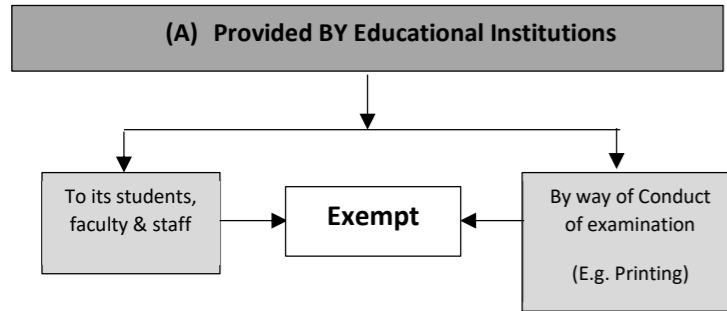 (A) Provided BY Educational Institutions
To its students,
faculty & staff
Exempt
By way of Conduct
of examination
(E.g. Printing)